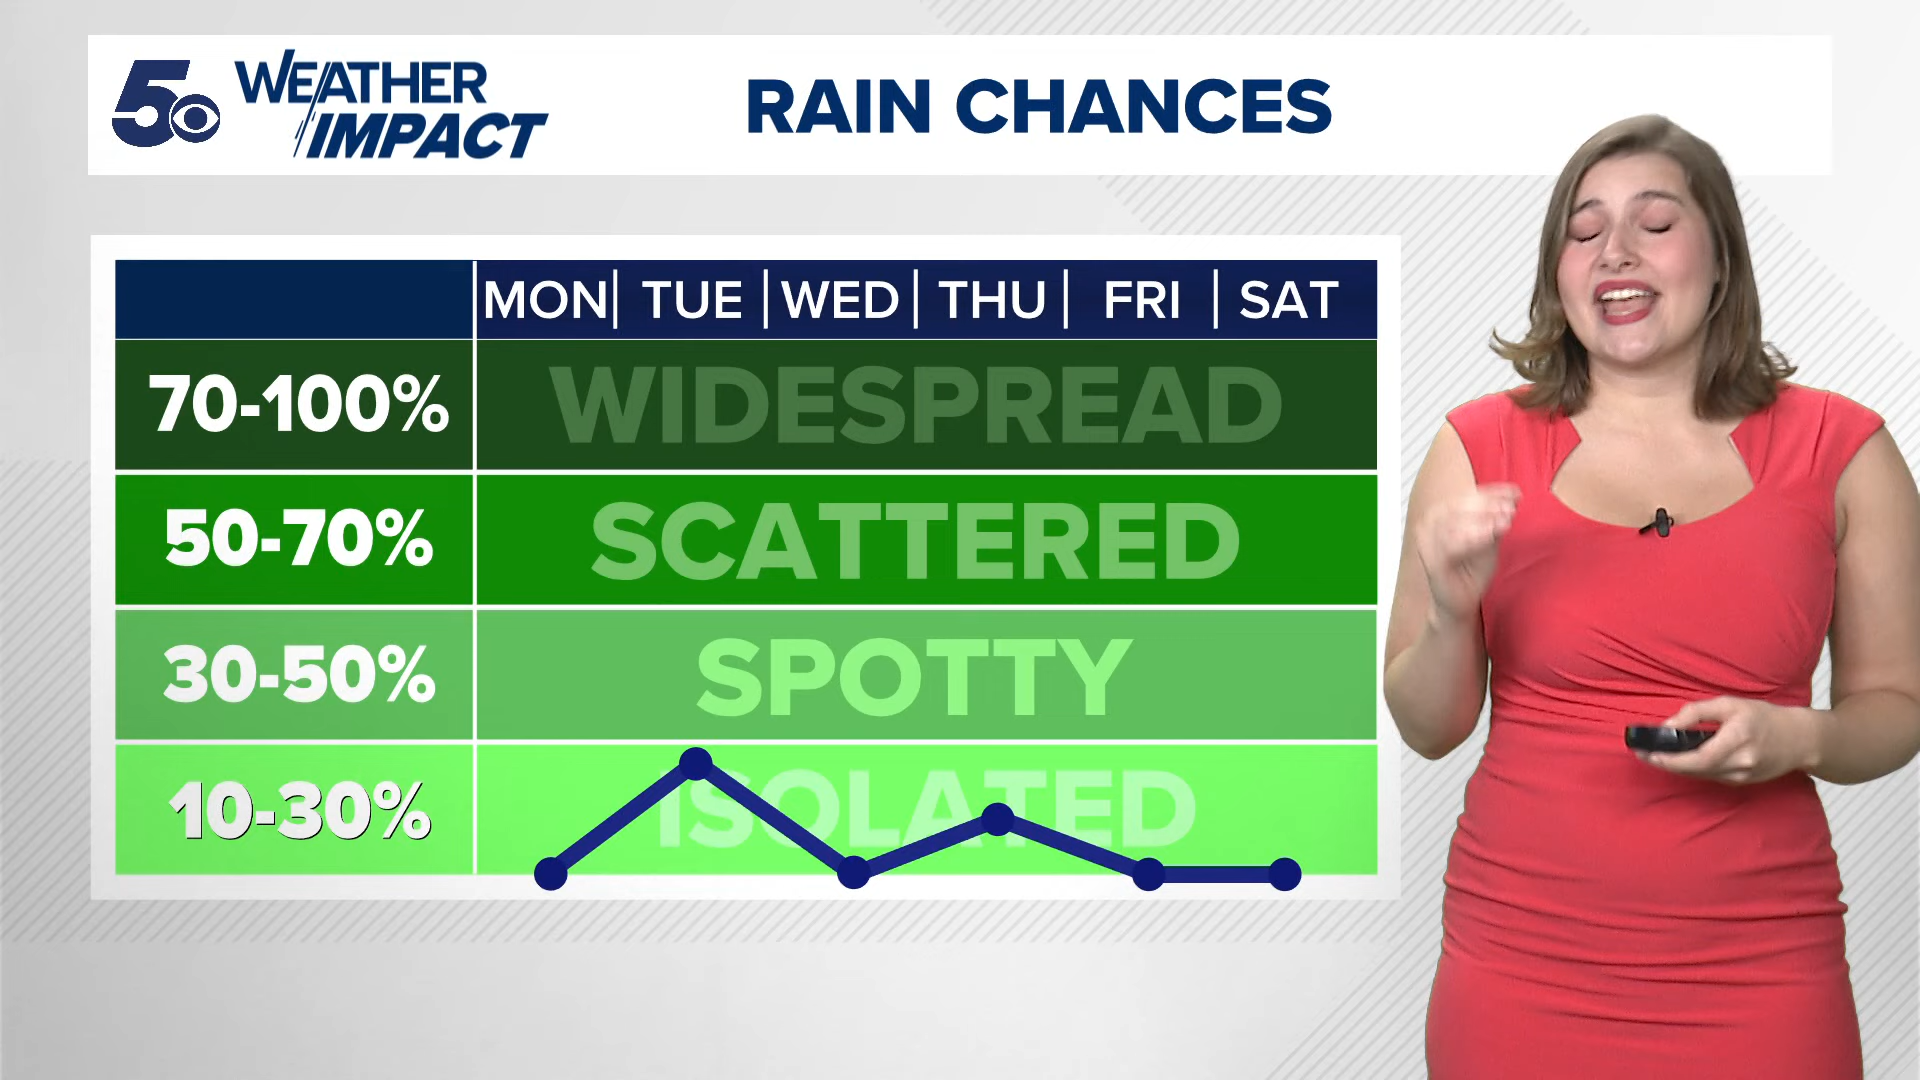 5 WEATHER
IMPACT
RAIN CHANCES
MON TUE WED THU FRI SAT
70-100% WIDESPREAD
50-70% SCATTERED
30-50% SPOTTY
10-30% ISOLATED